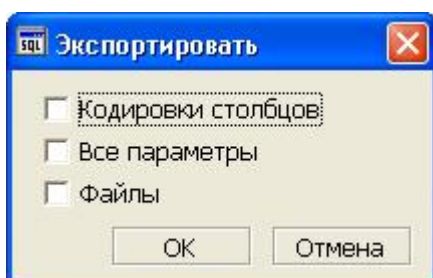 SQL Экспортировать
Кодировки столбцов
Все параметры
Файлы
OK Отмена